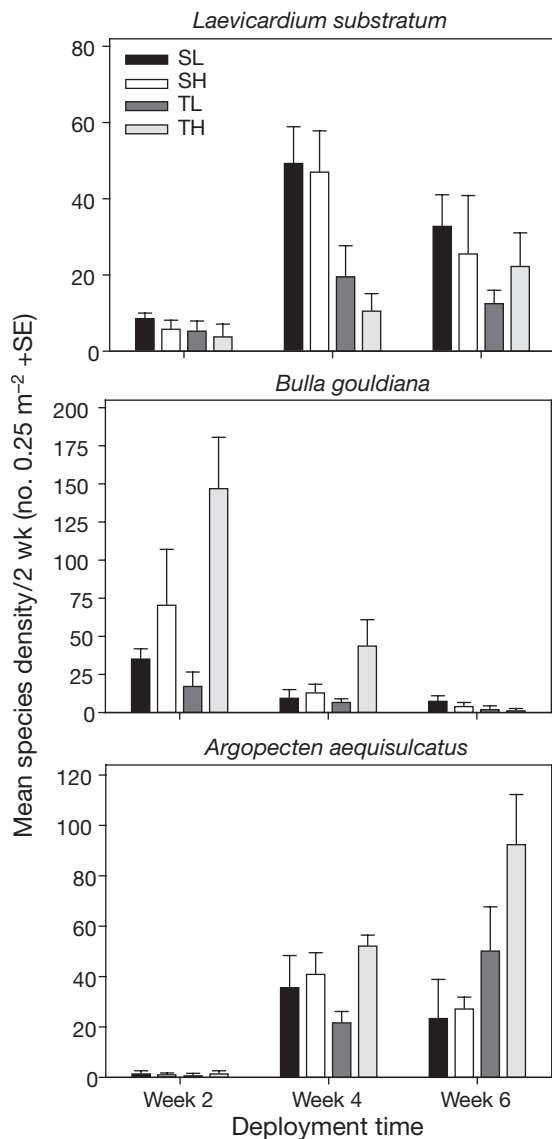 Laevicardium substratum
80
60
40
20
0
SL
SH
TL
TH
Mean species density/2 wk (no. 0.25 m⁻² +SE)
Bulla gouldiana
200
175
150
125
100
75
50
25
0
Argopecten aequisulcatus
120
100
80
60
40
20
0
Week 2 Week 4 Week 6
Deployment time